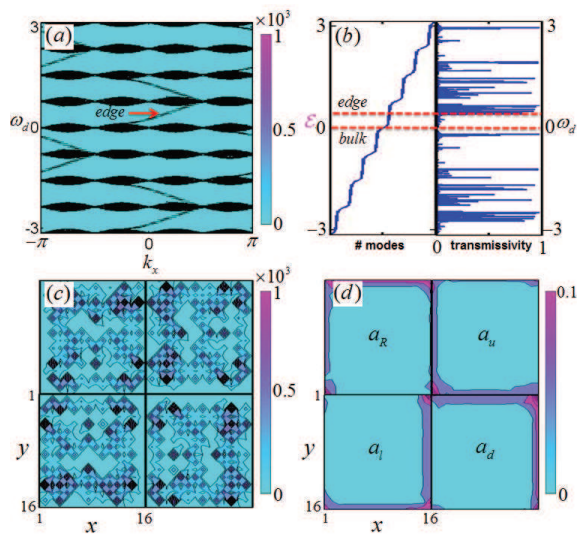 (a)
3
ω_d 0
-3
-π 0 π
k_x
edge
×10³
1
0.5
0
(b)
3
ε 0
-3
edge
bulk
# modes
0 1
transmissivity
3
0 ω_d
-3
(c)
1
y
16
1 16
x
×10³
1
0.5
0
(d)
a_R a_u
a_l a_d
1
y
16
1 16
x
0.1
0